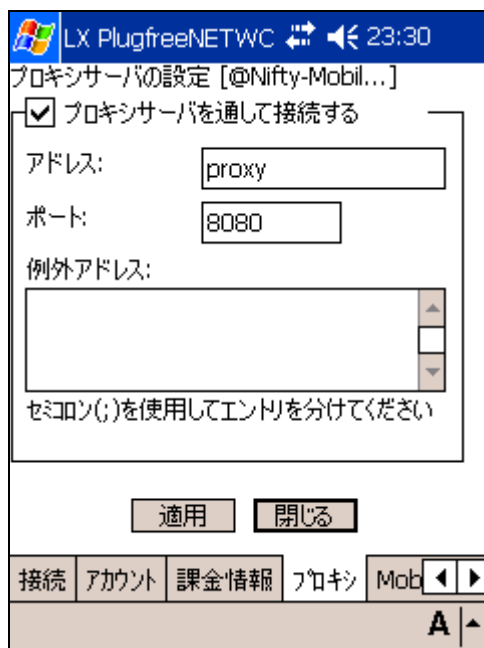 LX PlugfreeNETWC 23:30
プロキシサーバの設定 [@Nifty-Mobil...]
プロキシサーバを通して接続する
アドレス: proxy
ポート: 8080
例外アドレス:
セミコロン(;)を使用してエントリを分けてください
適用 閉じる
接続 アカウント 課金情報 プロキシ Mob
A